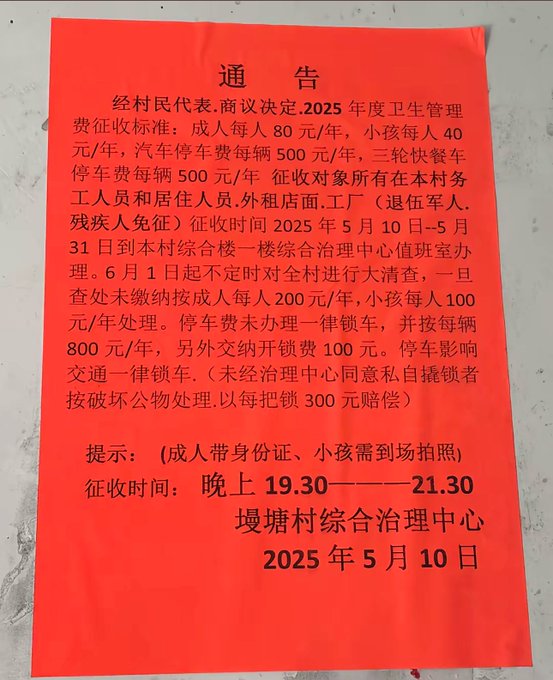 通 告
经村民代表.商议决定.2025 年度卫生管理
费征收标准：成人每人 80 元/年，小孩每人 40
元/年，汽车停车费每辆 500 元/年，三轮快餐车
停车费每辆 500 元/年 征收对象所有在本村务
工人员和居住人员.外租店面.工厂（退伍军人.
残疾人免征）征收时间 2025 年 5 月 10 日--5 月
31 日到本村综合楼一楼综合治理中心值班室办
理。6 月 1 日起不定时对全村进行大清查，一旦
查处未缴纳按成人每人 200 元/年，小孩每人 100
元/年处理。停车费未办理一律锁车，并按每辆
800 元/年，另外交纳开锁费 100 元。停车影响
交通一律锁车.（未经治理中心同意私自撬锁者
按破坏公物处理.以每把锁 300 元赔偿）
提示： (成人带身份证、小孩需到场拍照)
征收时间： 晚上 19.30————21.30
墁塘村综合治理中心
2025 年 5 月 10 日